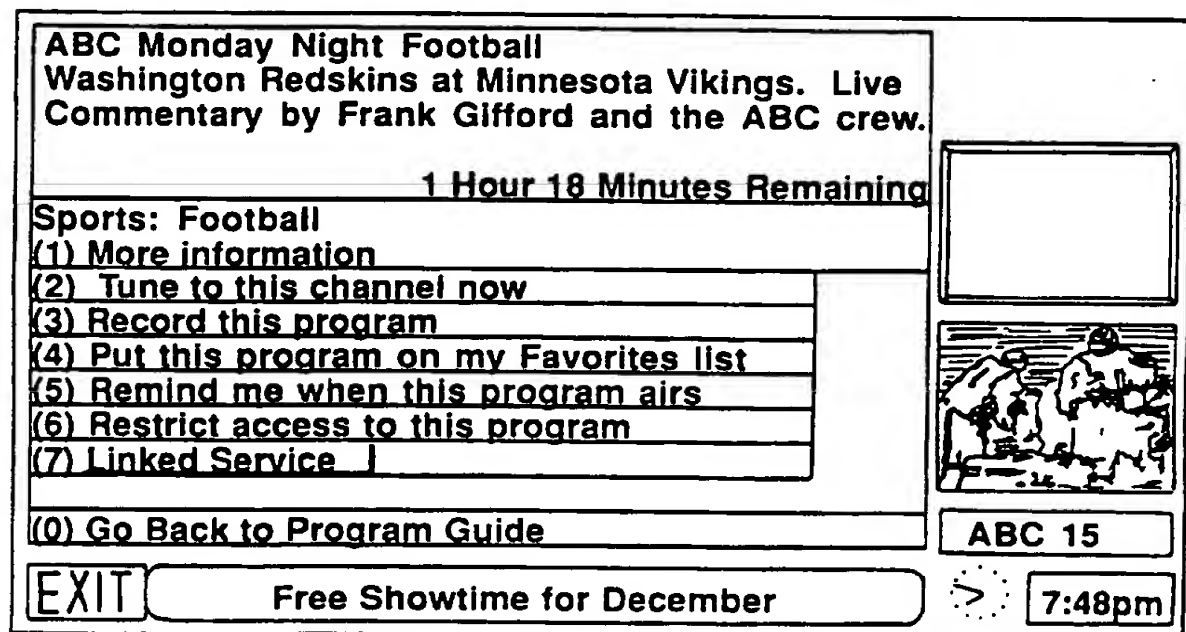 ABC Monday Night Football
Washington Redskins at Minnesota Vikings. Live
Commentary by Frank Gifford and the ABC crew.
1 Hour 18 Minutes Remaining
Sports: Football
(1) More information
(2) Tune to this channel now
(3) Record this program
(4) Put this program on my Favorites list
(5) Remind me when this program airs
(6) Restrict access to this program
(7) Linked Service
(0) Go Back to Program Guide
ABC 15
EXIT
Free Showtime for December
7:48pm